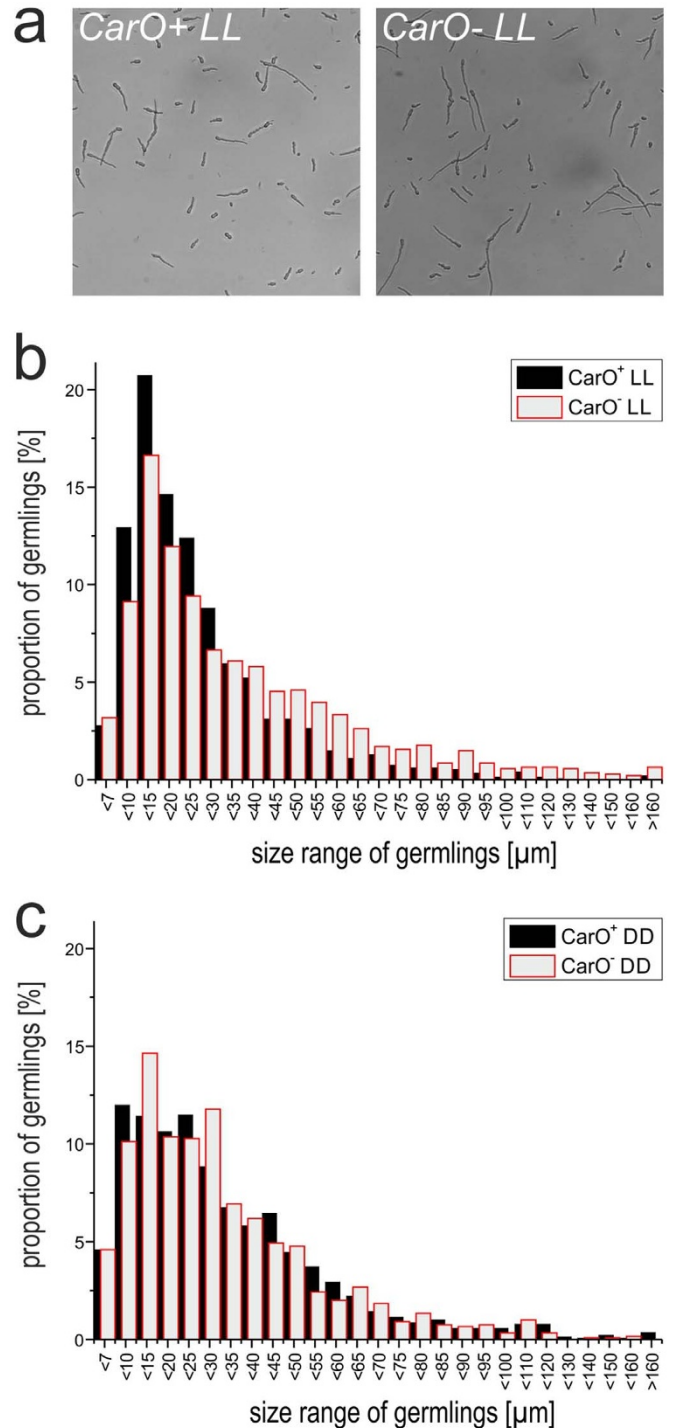 a
CarO+ LL
CarO- LL
b
CarO⁺ LL
CarO⁻ LL
20
15
10
5
0
proportion of germlings [%]
<7 <10 <15 <20 <25 <30 <35 <40 <45 <50 <55 <60 <65 <70 <75 <80 <85 <90 <95 <100 <110 <120 <130 <140 <150 <160 >160
size range of germlings [µm]
c
CarO⁺ DD
CarO⁻ DD
20
15
10
5
0
proportion of germlings [%]
<7 <10 <15 <20 <25 <30 <35 <40 <45 <50 <55 <60 <65 <70 <75 <80 <85 <90 <95 <100 <110 <120 <130 <140 <150 <160 >160
size range of germlings [µm]